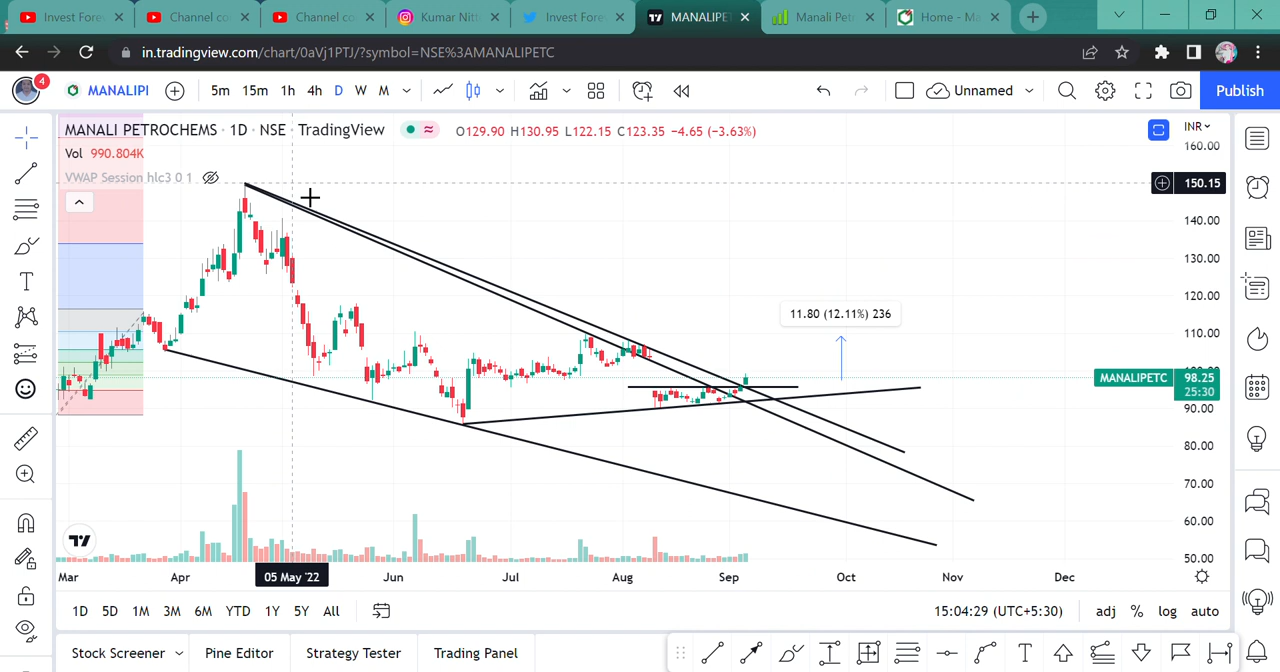 Invest Fore
Channel co
Channel co
Kumar Nitt
Invest Fore
MANALIPET
Manali Pet
Home - Ma
in.tradingview.com/chart/0aVj1PTJ/?symbol=NSE%3AMANALIPETC
4
MANALIPI
5m 15m 1h 4h D W M
Unnamed
Publish
MANALI PETROCHEMS · 1D · NSE · TradingView
O129.90 H130.95 L122.15 C123.35 -4.65 (-3.63%)
INR
Vol 990.804K
VWAP Session hlc3 0 1
160.00
150.15
140.00
130.00
120.00
110.00
11.80 (12.11%) 236
MANALIPETC 98.25
25:30
90.00
80.00
70.00
60.00
50.00
Mar Apr 05 May '22 Jun Jul Aug Sep Oct Nov Dec
1D 5D 1M 3M 6M YTD 1Y 5Y All
15:04:29 (UTC+5:30) adj % log auto
Stock Screener Pine Editor Strategy Tester Trading Panel